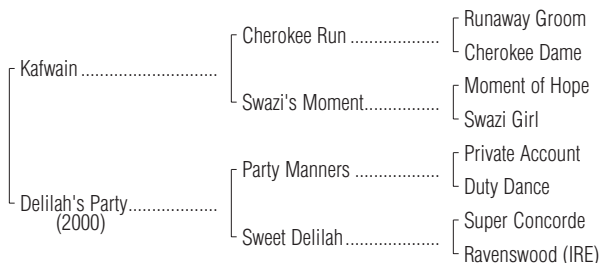 Runaway Groom
Cherokee Run ..................
Cherokee Dame
Kafwain .............................
Moment of Hope
Swazi's Moment................
Swazi Girl
Private Account
Party Manners ..................
Duty Dance
Delilah's Party...................
(2000)
Super Concorde
Sweet Delilah....................
Ravenswood (IRE)